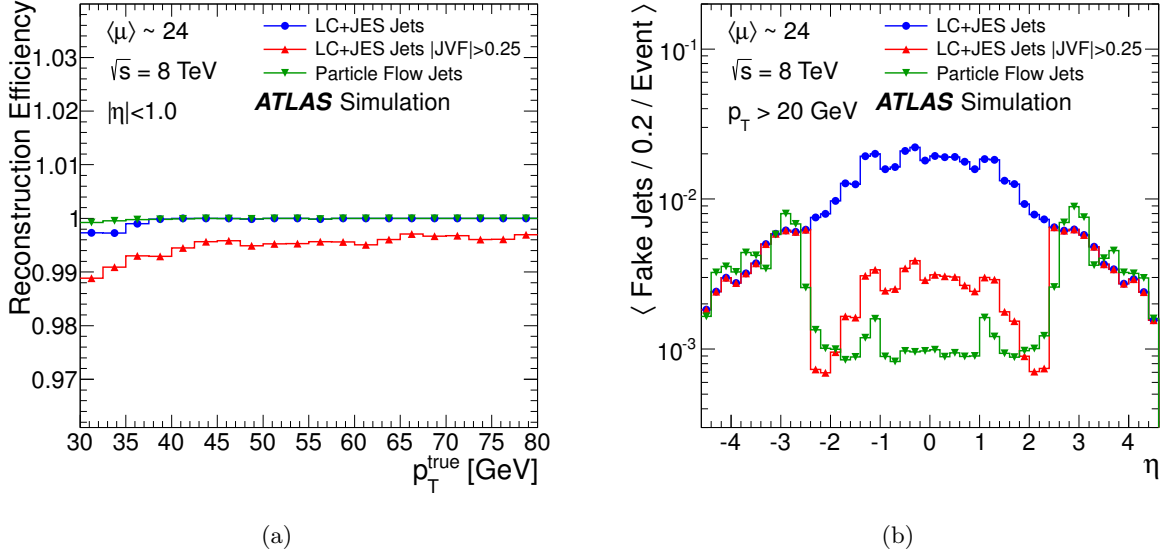 ⟨μ⟩ ~ 24
√s = 8 TeV
|η|<1.0
LC+JES Jets
LC+JES Jets |JVF|>0.25
Particle Flow Jets
ATLAS Simulation
Reconstruction Efficiency
1.03
1.02
1.01
1
0.99
0.98
0.97
30 35 40 45 50 55 60 65 70 75 80
p_T^true [GeV]
(a)
⟨μ⟩ ~ 24
√s = 8 TeV
p_T > 20 GeV
LC+JES Jets
LC+JES Jets |JVF|>0.25
Particle Flow Jets
ATLAS Simulation
⟨ Fake Jets / 0.2 / Event ⟩
10^-1
10^-2
10^-3
-4 -3 -2 -1 0 1 2 3 4
η
(b)